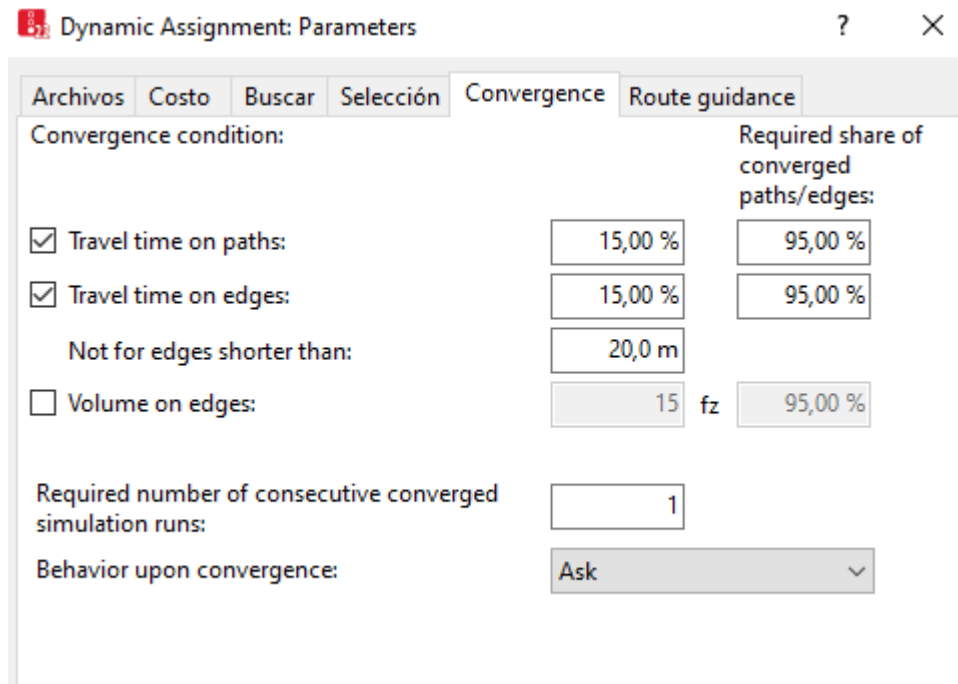 Dynamic Assignment: Parameters ? ×
Archivos Costo Buscar Selección Convergence Route guidance
Convergence condition: Required share of
converged
paths/edges:
Travel time on paths: 15,00 % 95,00 %
Travel time on edges: 15,00 % 95,00 %
Not for edges shorter than: 20,0 m
Volume on edges: 15 fz 95,00 %
Required number of consecutive converged
simulation runs: 1
Behavior upon convergence: Ask